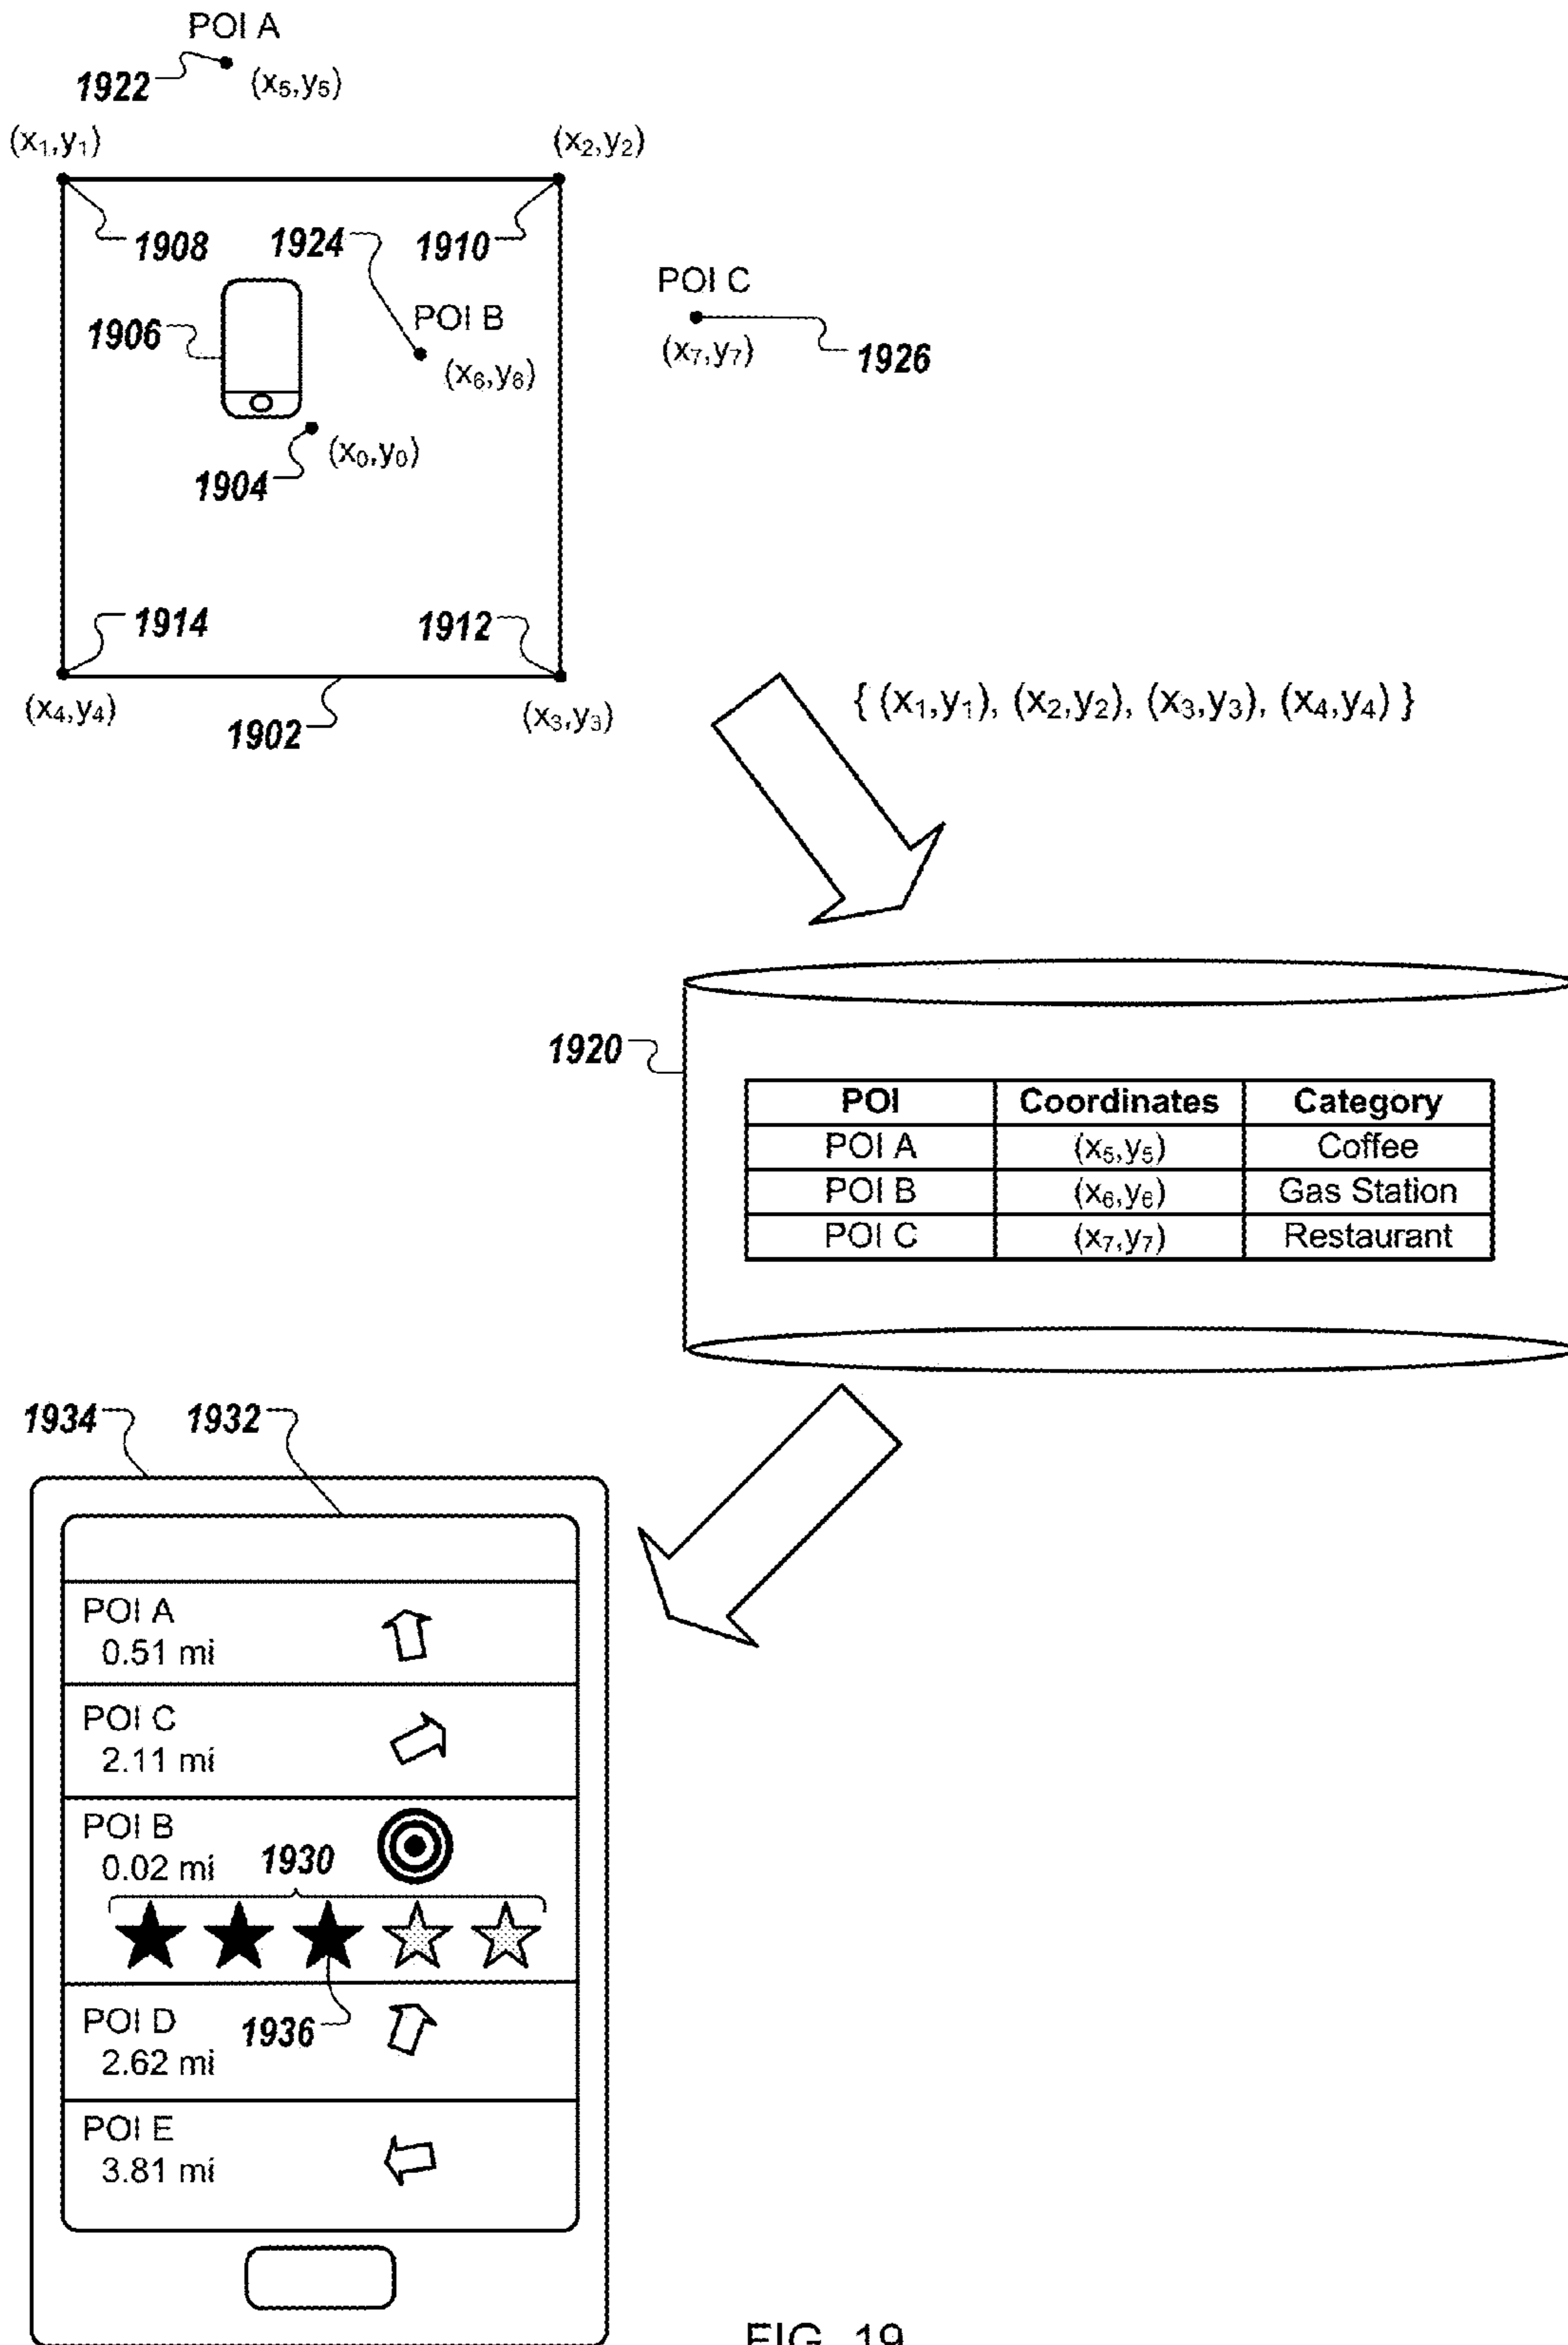 POI A
1922 (x₅,y₅)
(x₁,y₁) (x₂,y₂)
1908 1924 1910
POI C
1906 POI B
(x₇,y₇) 1926
(x₆,y₆)
(x₀,y₀)
1904
1914 1912
(x₄,y₄) (x₃,y₃)
1902
{ (x₁,y₁), (x₂,y₂), (x₃,y₃), (x₄,y₄) }
1920
POI Coordinates Category
POI A (x₅,y₅) Coffee
POI B (x₆,y₆) Gas Station
POI C (x₇,y₇) Restaurant
1934 1932
POI A
0.51 mi
POI C
2.11 mi
POI B
0.02 mi 1930
POI D 1936
2.62 mi
POI E
3.81 mi
FIG. 19